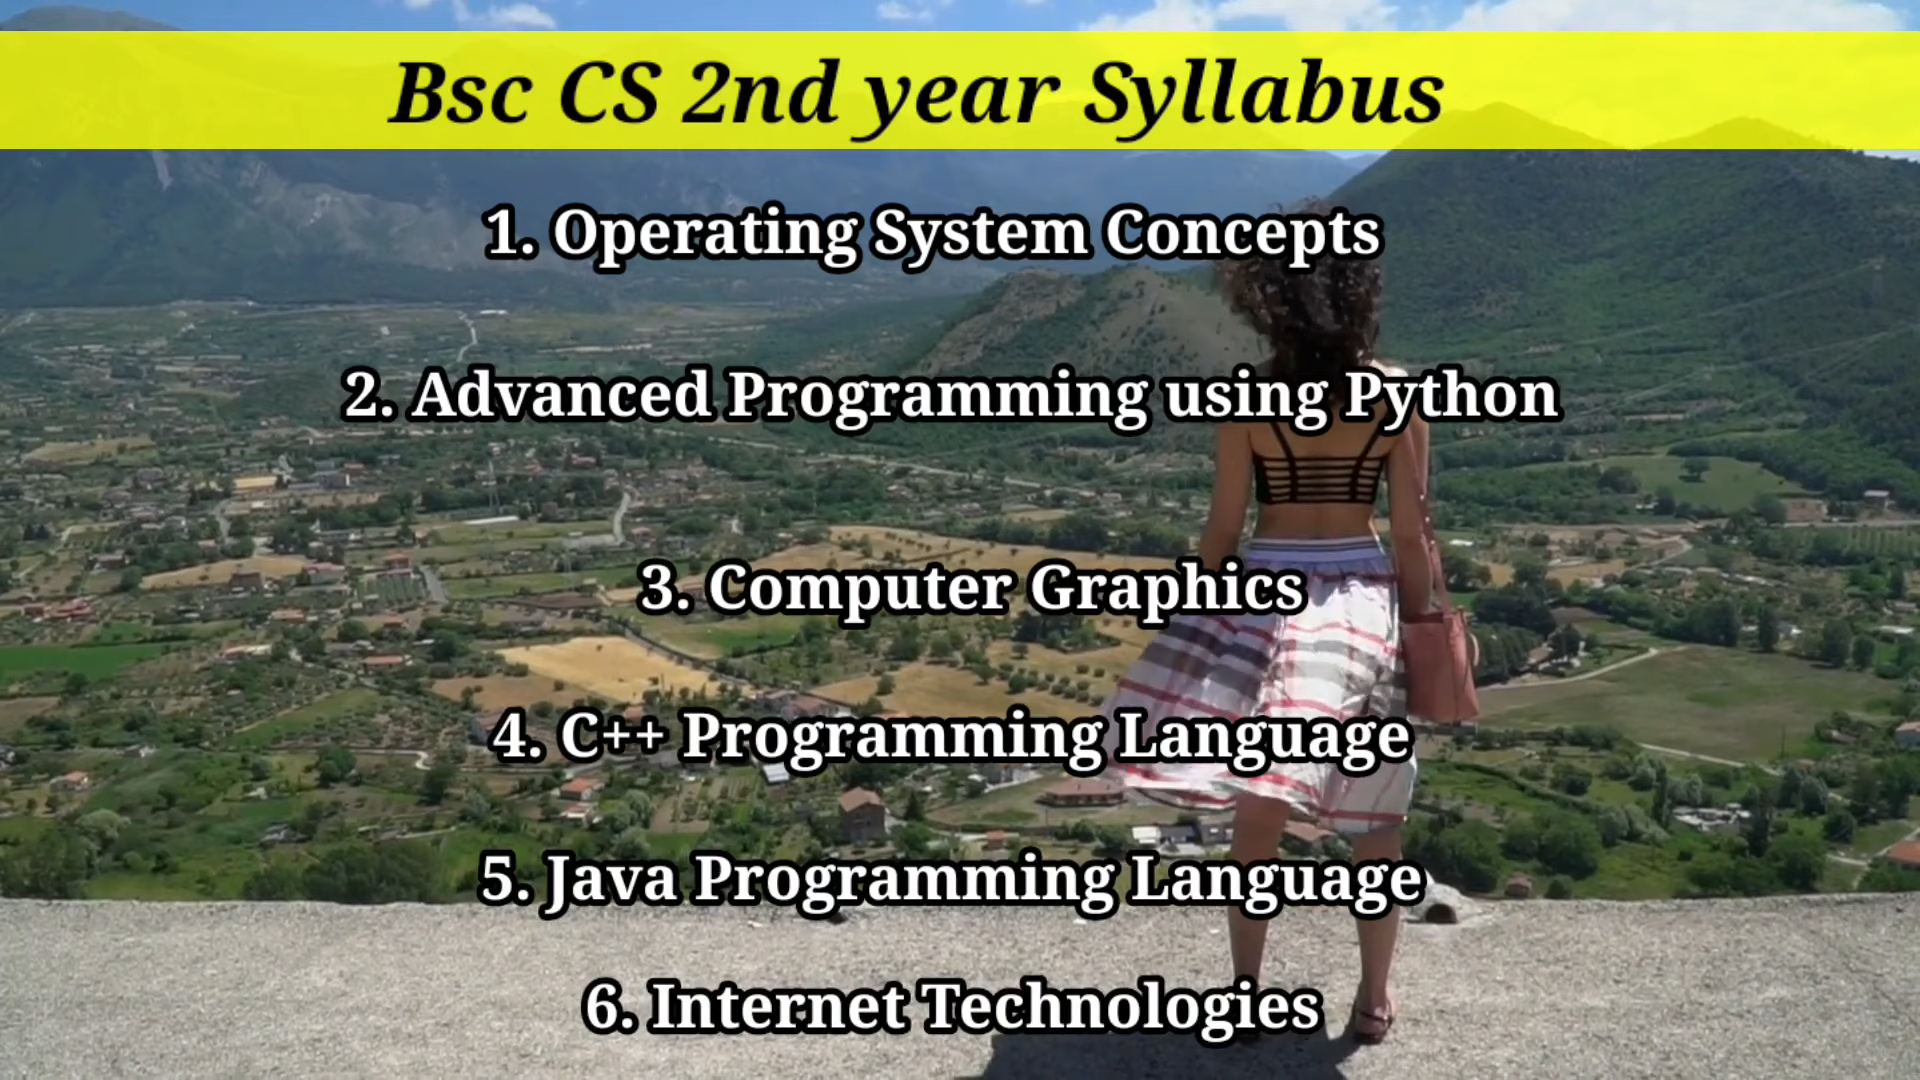 Bsc CS 2nd year Syllabus
1. Operating System Concepts
2. Advanced Programming using Python
3. Computer Graphics
4. C++ Programming Language
5. Java Programming Language
6. Internet Technologies